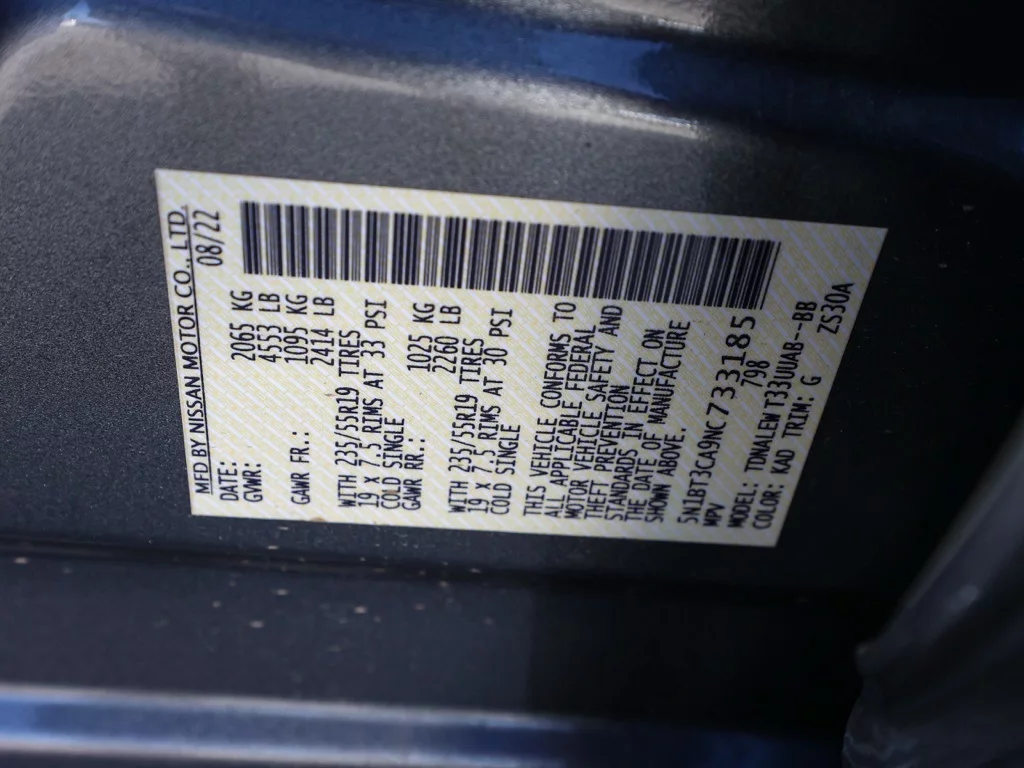 MFD BY NISSAN MOTOR CO., LTD.
DATE: 08/22
GVWR: 2065 KG
4553 LB
GAWR FR.: 1095 KG
2414 LB
WITH 235/55R19 TIRES
19 X 7.5 RIMS AT 33 PSI
COLD SINGLE
GAWR RR.: 1025 KG
2260 LB
WITH 235/55R19 TIRES
19 X 7.5 RIMS AT 30 PSI
COLD SINGLE
THIS VEHICLE CONFORMS TO
ALL APPLICABLE FEDERAL
MOTOR VEHICLE SAFETY AND
THEFT PREVENTION
STANDARDS IN EFFECT ON
THE DATE OF MANUFACTURE
SHOWN ABOVE.
5N1BT3CA9NC733185
MPV 798
MODEL: TDNALEW T33UUAB--BB
COLOR: KAD TRIM: G ZS30A